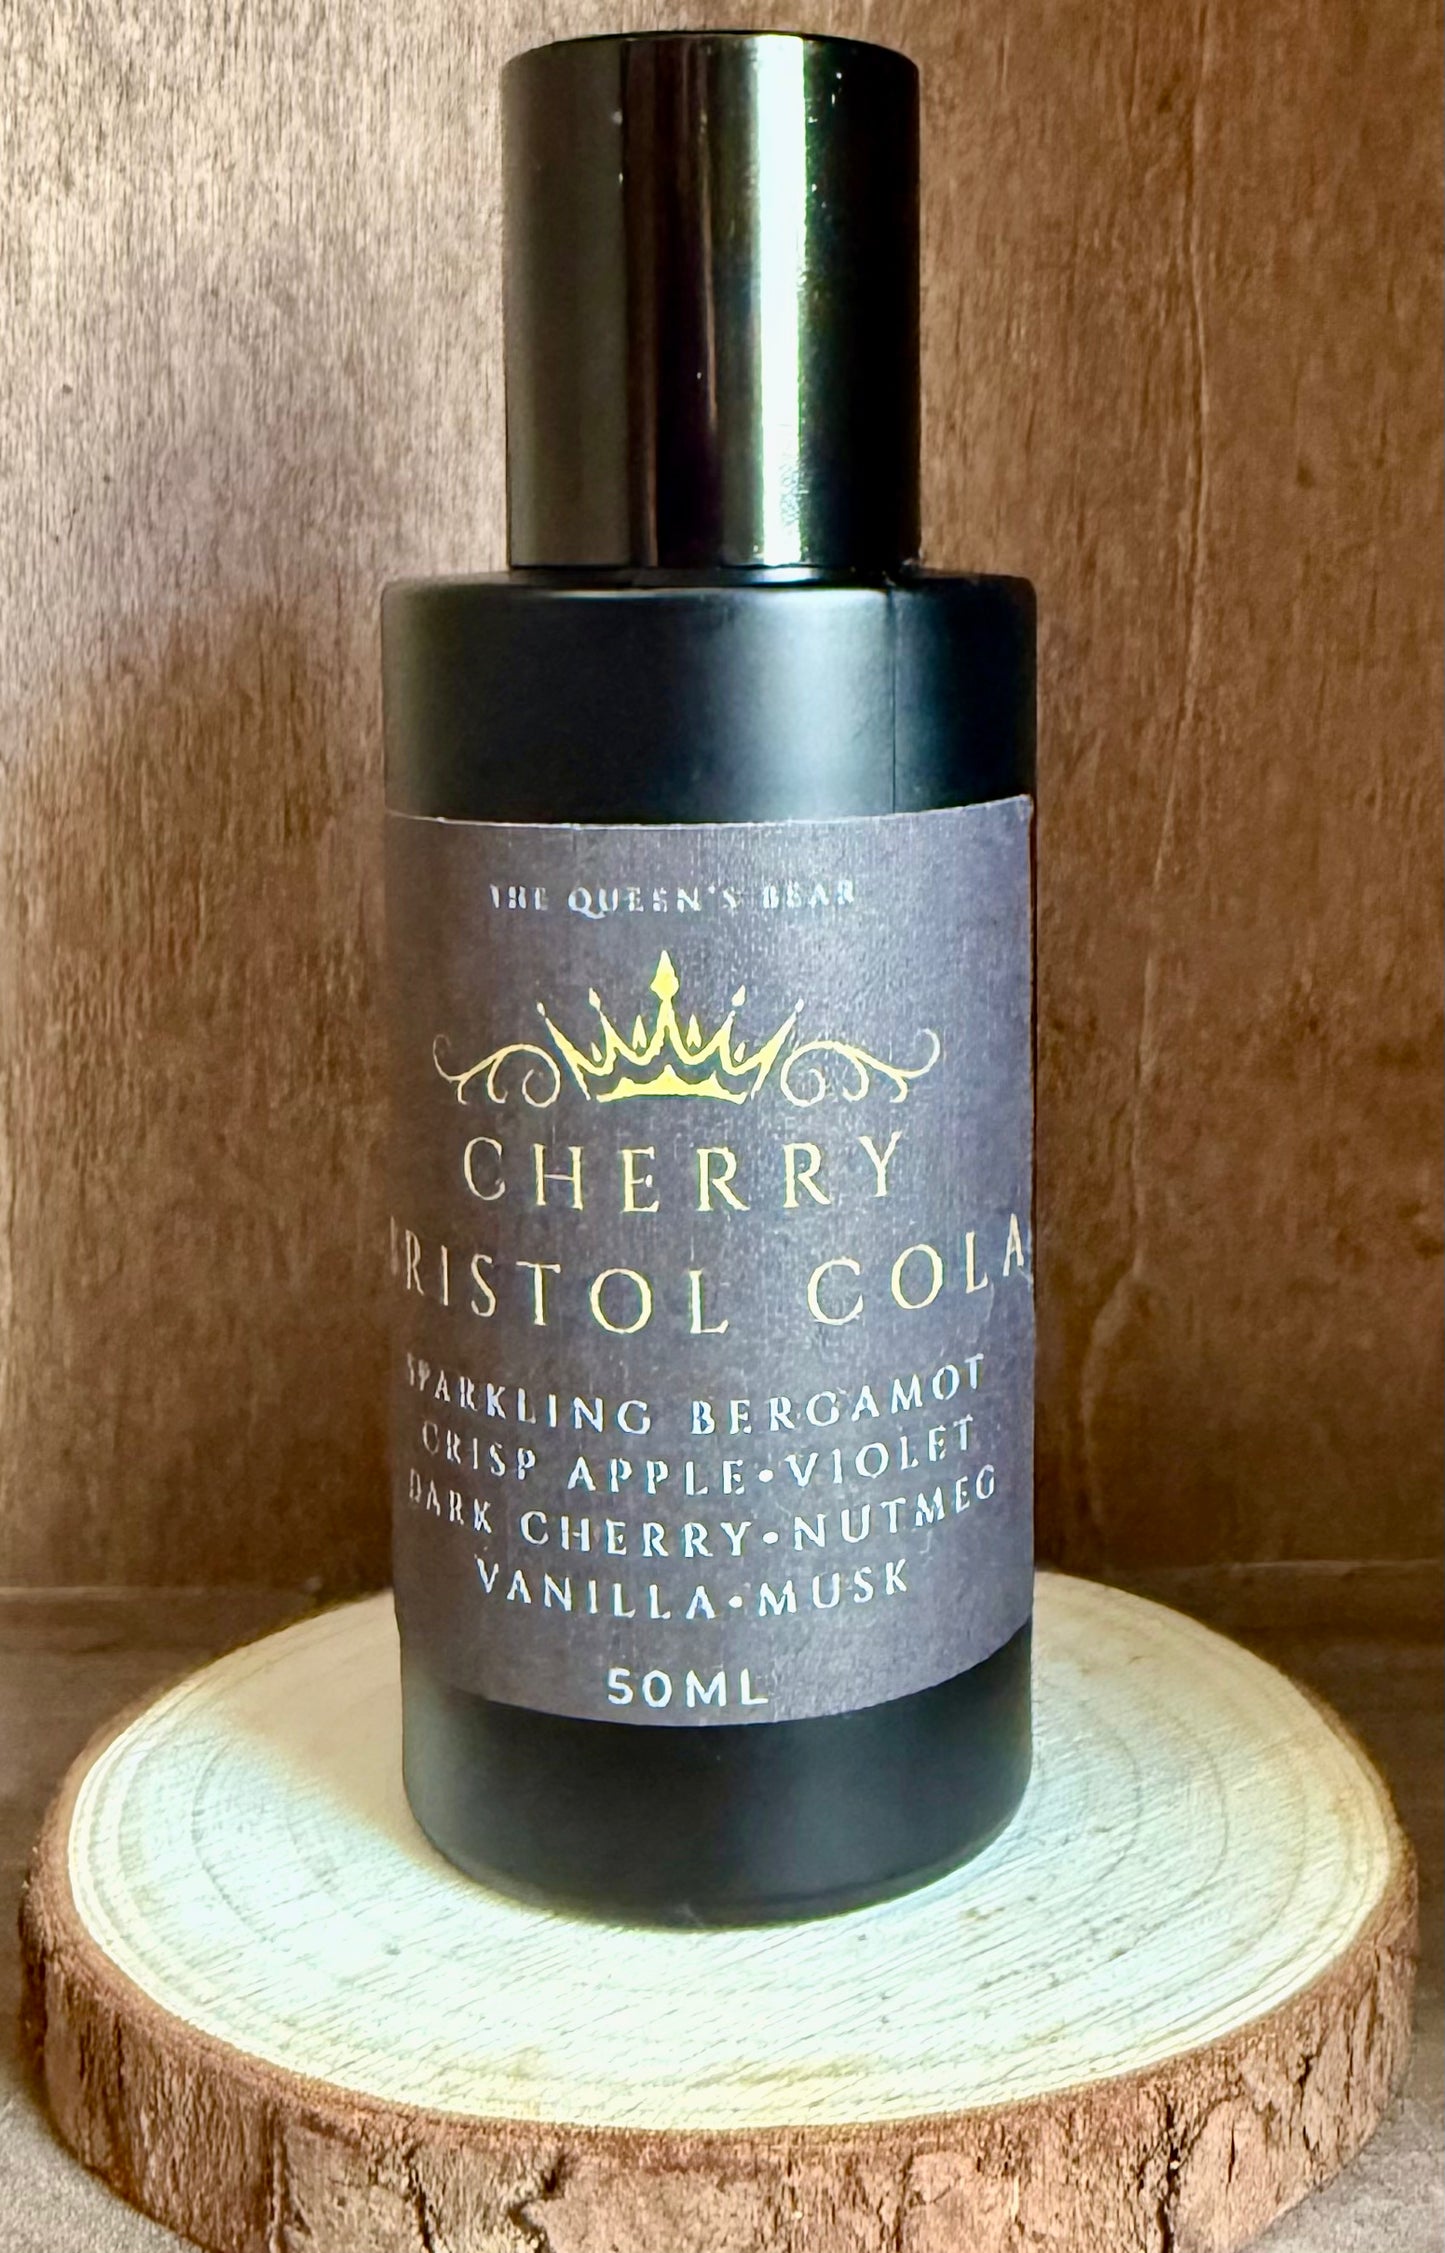 THE QUEEN'S BEAR
CHERRY
BRISTOL COLA
SPARKLING BERGAMOT
CRISP APPLE•VIOLET
DARK CHERRY•NUTMEG
VANILLA•MUSK
50ML